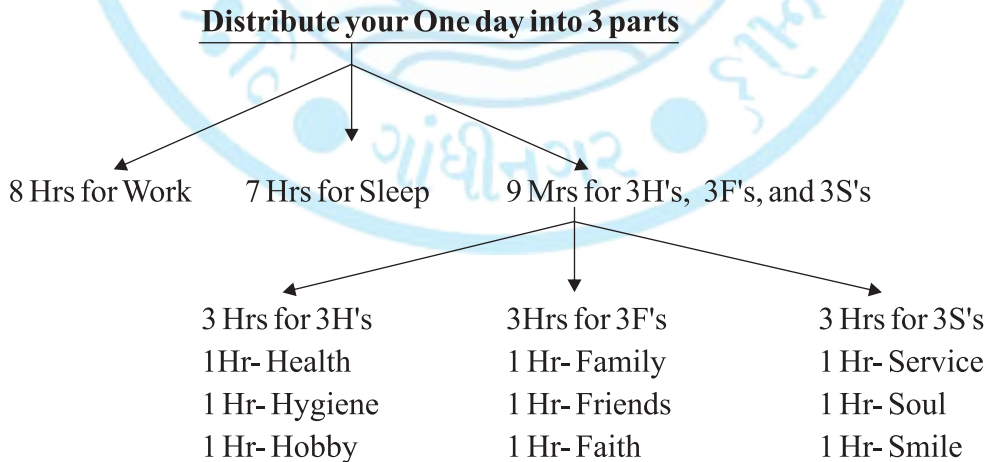 Distribute your One day into 3 parts
8 Hrs for Work 7 Hrs for Sleep 9 Mrs for 3H's, 3F's, and 3S's
3 Hrs for 3H's 3Hrs for 3F's 3 Hrs for 3S's
1Hr- Health 1 Hr- Family 1 Hr- Service
1 Hr- Hygiene 1 Hr- Friends 1 Hr- Soul
1 Hr- Hobby 1 Hr- Faith 1 Hr- Smile
ગાંધીનગર